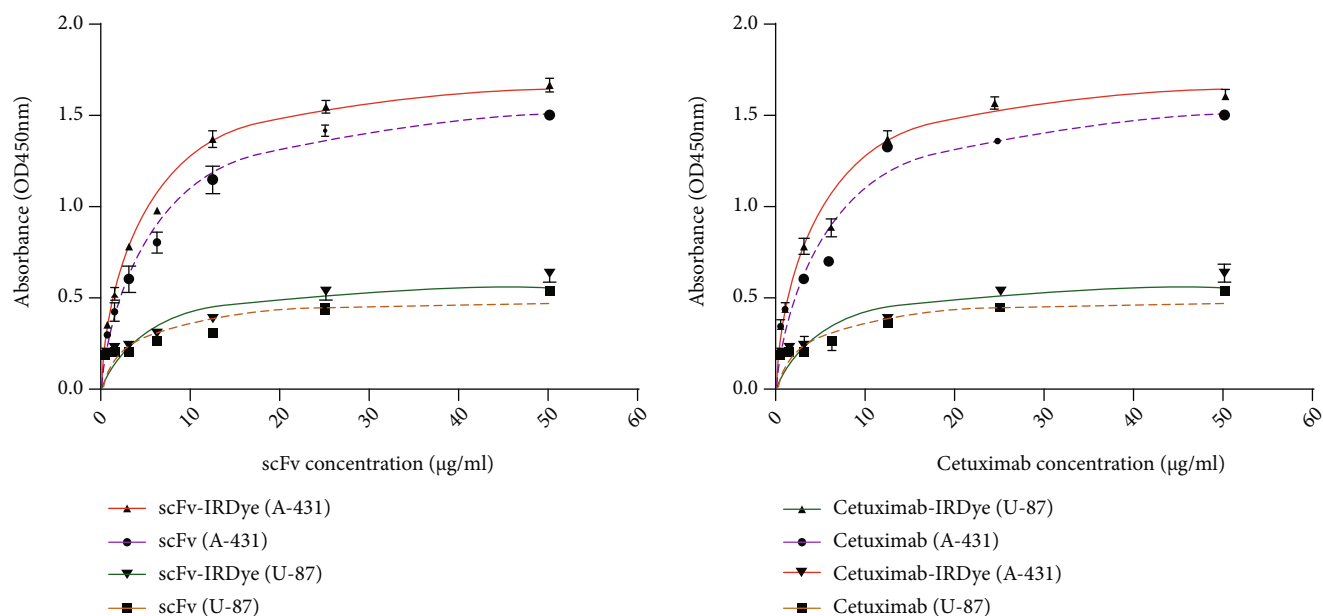 2.0
1.5
1.0
0.5
0.0
0
10
20
30
40
50
60
Absorbance (OD450nm)
scFv concentration (μg/ml)
scFv-IRDye (A-431)
scFv (A-431)
scFv-IRDye (U-87)
scFv (U-87)
2.0
1.5
1.0
0.5
0.0
0
10
20
30
40
50
60
Absorbance (OD450nm)
Cetuximab concentration (μg/ml)
Cetuximab-IRDye (U-87)
Cetuximab (A-431)
Cetuximab-IRDye (A-431)
Cetuximab (U-87)